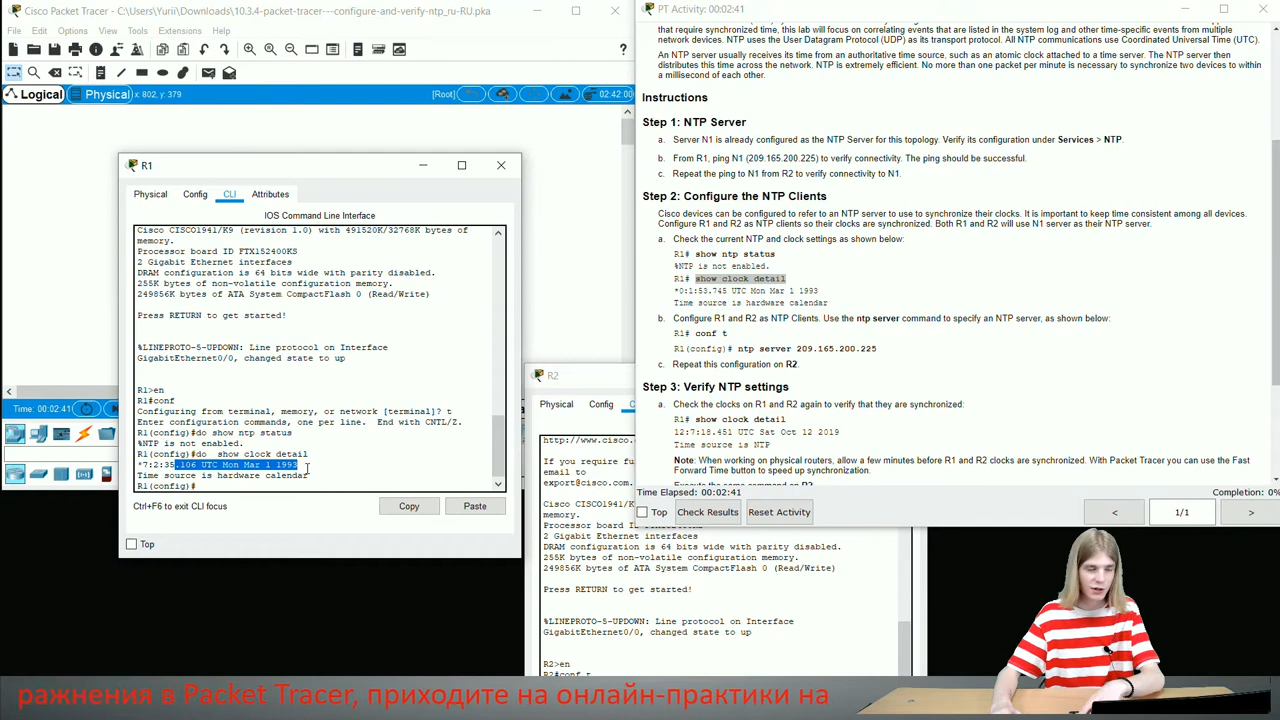 Cisco Packet Tracer - C:\Users\Yurii\Downloads\10.3.4-packet-tracer---configure-and-verify-ntp_ru-RU.pka
File Edit Options View Tools Extensions Help
Logical Physical x: 802, y: 379 [Root] 02:42:00
Time: 00:02:41
R1
Physical Config CLI Attributes
IOS Command Line Interface
Cisco CISCO1941/K9 (revision 1.0) with 491520K/32768K bytes of
memory.
Processor board ID FTX152400KS
2 Gigabit Ethernet interfaces
DRAM configuration is 64 bits wide with parity disabled.
255K bytes of non-volatile configuration memory.
249856K bytes of ATA System CompactFlash 0 (Read/Write)
Press RETURN to get started!
%LINEPROTO-5-UPDOWN: Line protocol on Interface
GigabitEthernet0/0, changed state to up
R1>en
R1#conf
Configuring from terminal, memory, or network [terminal]? t
Enter configuration commands, one per line. End with CNTL/Z.
R1(config)#do show ntp status
%NTP is not enabled.
R1(config)#do  show clock detail
*7:2:35.106 UTC Mon Mar 1 1993
Time source is hardware calendar
R1(config)#
Ctrl+F6 to exit CLI focus
Copy Paste
Top
R2
Physical Config
http://www.cisco.
If you require fu
email to
export@cisco.com.
Cisco CISCO1941/K
memory.
Processor board I
2 Gigabit Ethernet interfaces
DRAM configuration is 64 bits wide with parity disabled.
255K bytes of non-volatile configuration memory.
249856K bytes of ATA System CompactFlash 0 (Read/Write)
Press RETURN to get started!
%LINEPROTO-5-UPDOWN: Line protocol on Interface
GigabitEthernet0/0, changed state to up
R2>en
R2#conf t
PT Activity: 00:02:41
that require synchronized time, this lab will focus on correlating events that are listed in the system log and other time-specific events from multiple
network devices. NTP uses the User Datagram Protocol (UDP) as its transport protocol. All NTP communications use Coordinated Universal Time (UTC).
An NTP server usually receives its time from an authoritative time source, such as an atomic clock attached to a time server. The NTP server then
distributes this time across the network. NTP is extremely efficient. No more than one packet per minute is necessary to synchronize two devices to within
a millisecond of each other.
Instructions
Step 1: NTP Server
a. Server N1 is already configured as the NTP Server for this topology. Verify its configuration under Services > NTP.
b. From R1, ping N1 (209.165.200.225) to verify connectivity. The ping should be successful.
c. Repeat the ping to N1 from R2 to verify connectivity to N1.
Step 2: Configure the NTP Clients
Cisco devices can be configured to refer to an NTP server to use to synchronize their clocks. It is important to keep time consistent among all devices.
Configure R1 and R2 as NTP clients so their clocks are synchronized. Both R1 and R2 will use N1 server as their NTP server.
a. Check the current NTP and clock settings as shown below:
R1# show ntp status
%NTP is not enabled.
R1# show clock detail
*0:1:53.745 UTC Mon Mar 1 1993
Time source is hardware calendar
b. Configure R1 and R2 as NTP Clients. Use the ntp server command to specify an NTP server, as shown below:
R1# conf t
R1(config)# ntp server 209.165.200.225
c. Repeat this configuration on R2.
Step 3: Verify NTP settings
a. Check the clocks on R1 and R2 again to verify that they are synchronized:
R1# show clock detail
12:7:18.451 UTC Sat Oct 12 2019
Time source is NTP
Note: When working on physical routers, allow a few minutes before R1 and R2 clocks are synchronized. With Packet Tracer you can use the Fast
Forward Time button to speed up synchronization.
Execute the same command on R2
Time Elapsed: 00:02:41 Completion: 0%
Top Check Results Reset Activity < 1/1 >
ражнения в Packet Tracer, приходите на онлайн-практики на